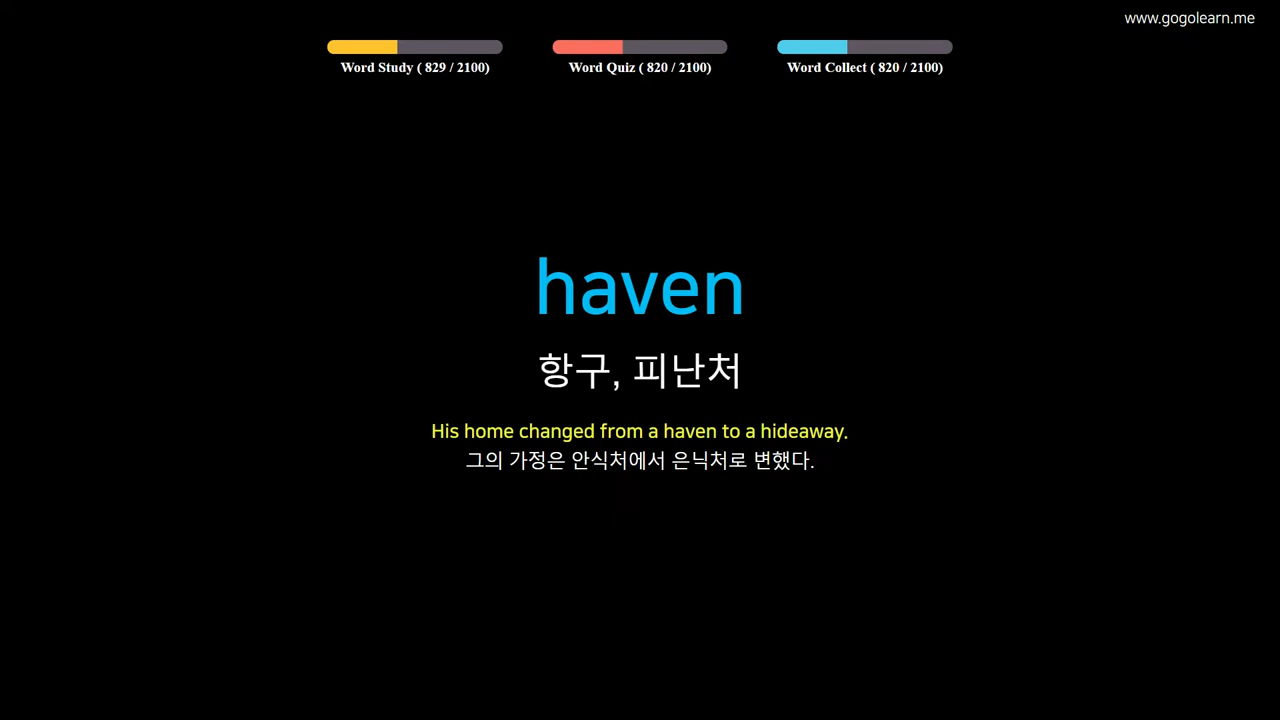 www.gogolearn.me
Word Study ( 829 / 2100)
Word Quiz ( 820 / 2100)
Word Collect ( 820 / 2100)
haven
항구, 피난처
His home changed from a haven to a hideaway.
그의 가정은 안식처에서 은닉처로 변했다.